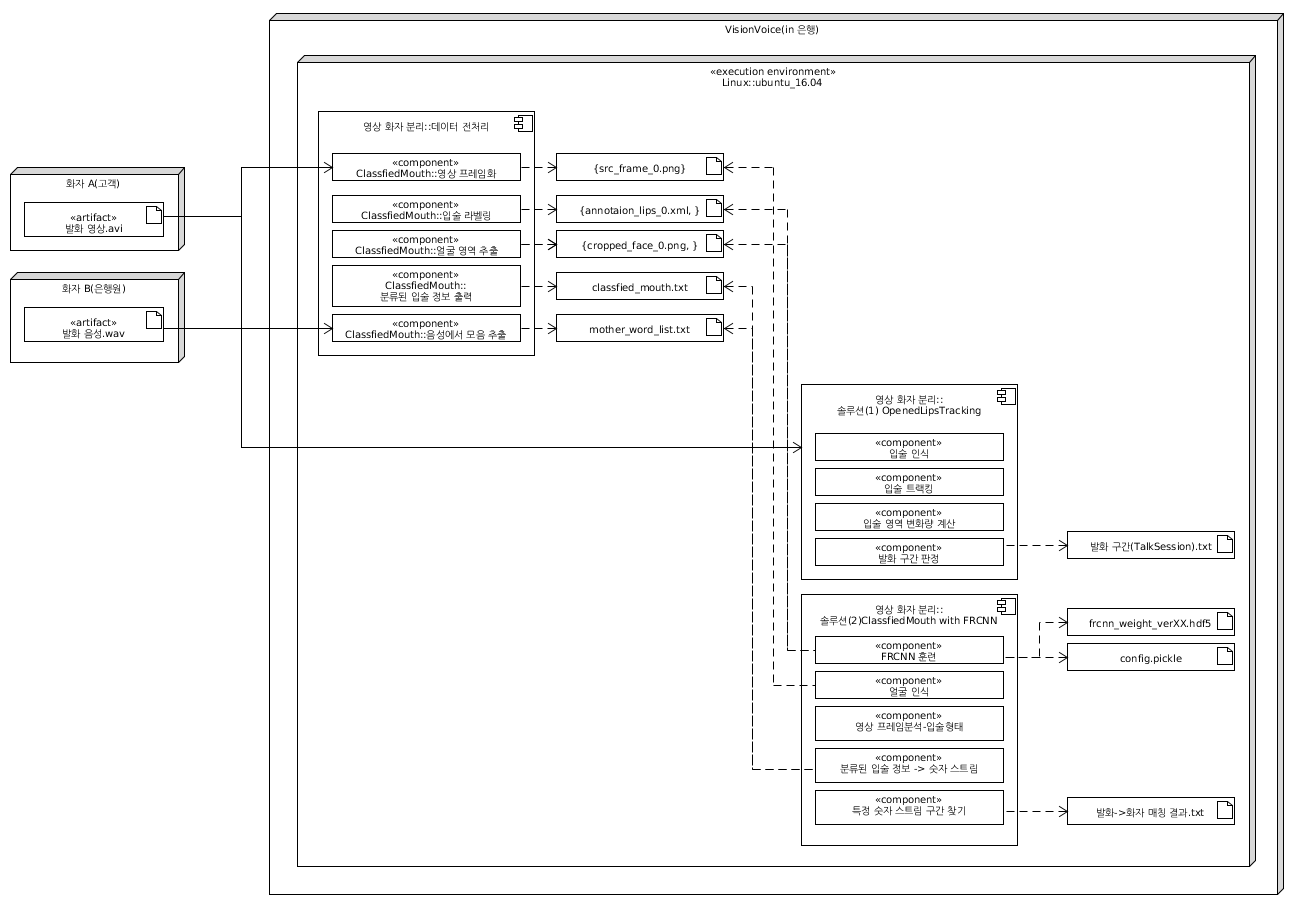 VisionVoice(in 은행)
«execution environment»
Linux::ubuntu_16.04
화자 A(고객)
«artifact»
발화 영상.avi
화자 B(은행원)
«artifact»
발화 음성.wav
영상 화자 분리::데이터 전처리
«component»
ClassfiedMouth::영상 프레임화
«component»
ClassfiedMouth::입술 라벨링
«component»
ClassfiedMouth::얼굴 영역 추출
«component»
ClassfiedMouth::
분류된 입술 정보 출력
«component»
ClassfiedMouth::음성에서 모음 추출
{src_frame_0.png}
{annotaion_lips_0.xml, }
{cropped_face_0.png, }
classfied_mouth.txt
mother_word_list.txt
영상 화자 분리::
솔루션(1) OpenedLipsTracking
«component»
입술 인식
«component»
입술 트랙킹
«component»
입술 영역 변화량 계산
«component»
발화 구간 판정
발화 구간(TalkSession).txt
영상 화자 분리::
솔루션(2)ClassfiedMouth with FRCNN
«component»
FRCNN 훈련
«component»
얼굴 인식
«component»
영상 프레임분석-입술형태
«component»
분류된 입술 정보 -> 숫자 스트림
«component»
특정 숫자 스트림 구간 찾기
frcnn_weight_verXX.hdf5
config.pickle
발화->화자 매칭 결과.txt